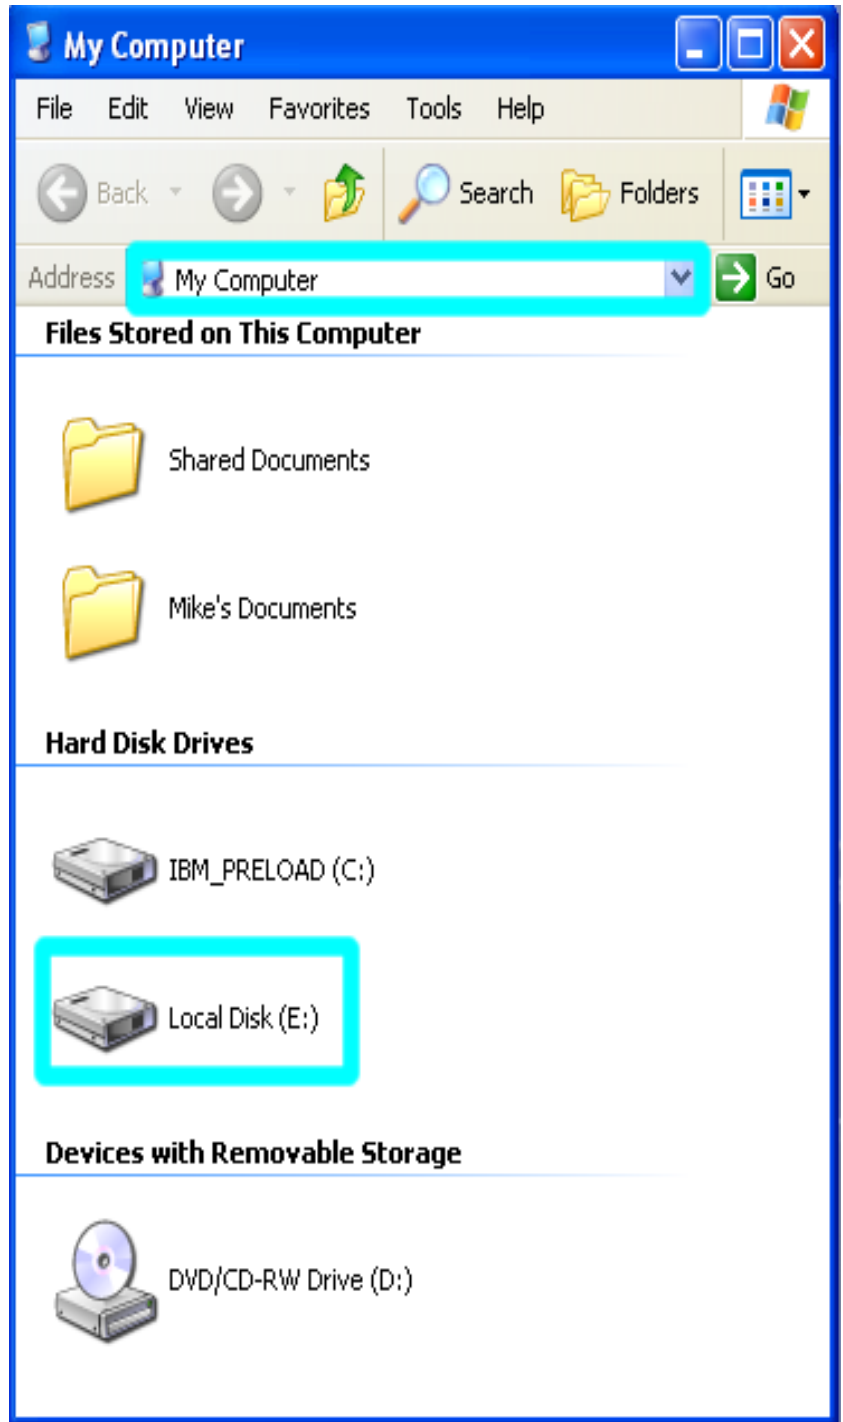 My Computer
File Edit View Favorites Tools Help
Back Search Folders
Address My Computer Go
Files Stored on This Computer
Shared Documents
Mike's Documents
Hard Disk Drives
IBM_PRELOAD (C:)
Local Disk (E:)
Devices with Removable Storage
DVD/CD-RW Drive (D:)